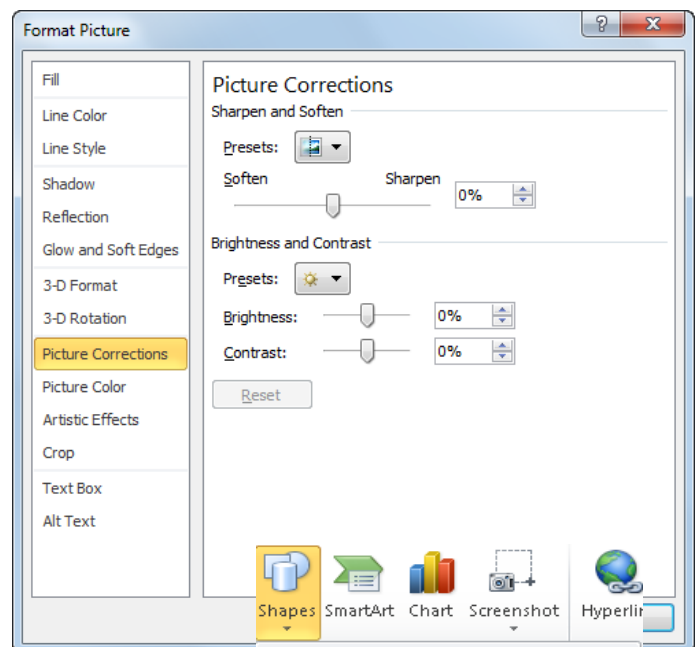 Format Picture
?
Fill
Line Color
Line Style
Shadow
Reflection
Glow and Soft Edges
3-D Format
3-D Rotation
Picture Corrections
Picture Color
Artistic Effects
Crop
Text Box
Alt Text
Picture Corrections
Sharpen and Soften
Presets:
Soften Sharpen
0%
Brightness and Contrast
Presets:
Brightness: 0%
Contrast: 0%
Reset
Shapes SmartArt Chart Screenshot